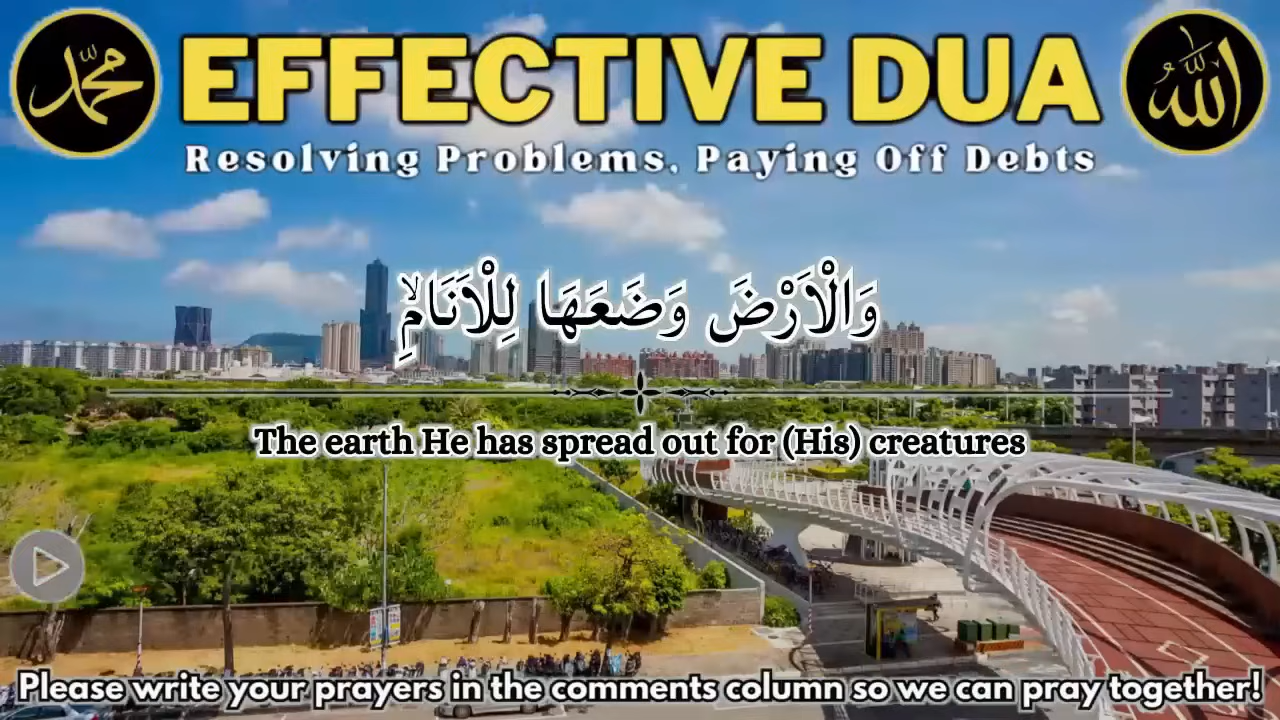 محمد
EFFECTIVE DUA
الله
Resolving Problems, Paying Off Debts
وَالْاَرْضَ وَضَعَهَا لِلْاَنَامِۙ
The earth He has spread out for (His) creatures
Please write your prayers in the comments column so we can pray together!